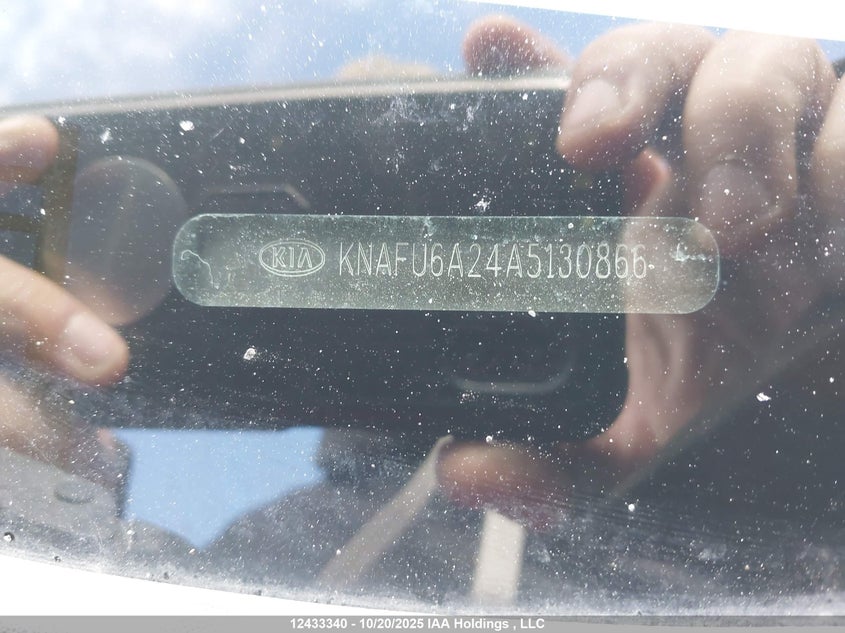 KIA KNAFU6A24A5130866
12433340 - 10/20/2025 IAA Holdings , LLC